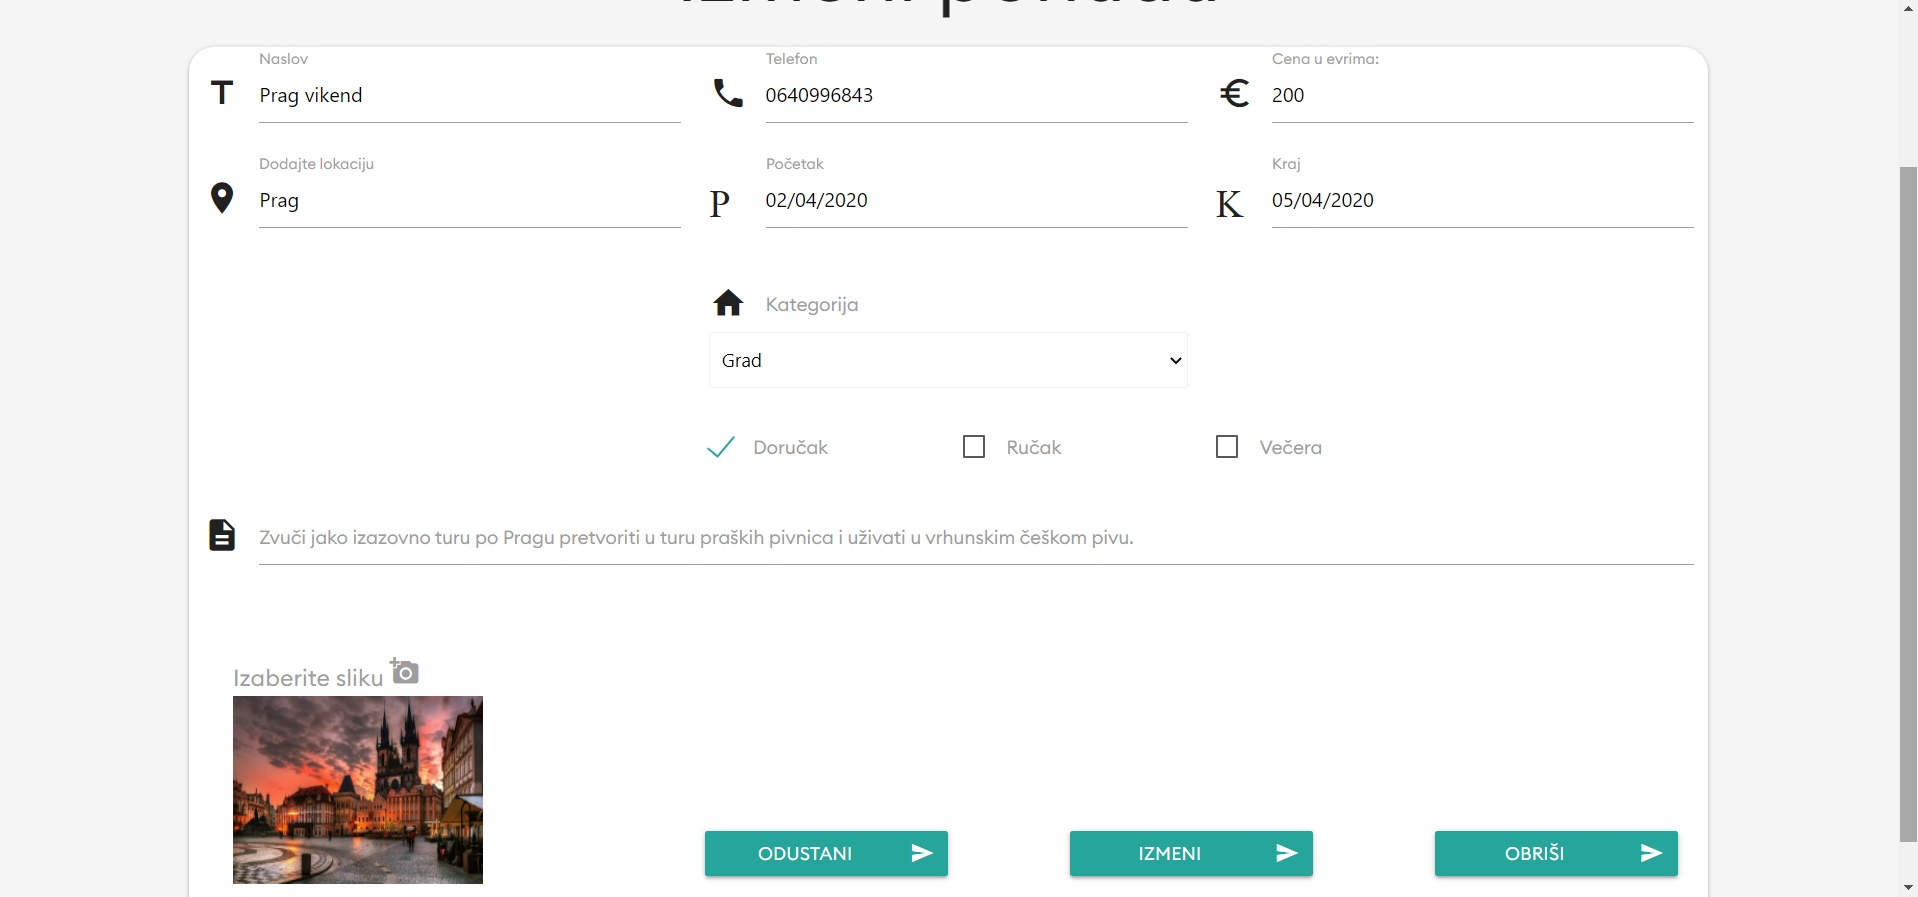 Izmeni ponudu
Naslov
Telefon
Cena u evrima:
T
Prag vikend
0640996843
€
200
Dodajte lokaciju
Početak
Kraj
Prag
P
02/04/2020
K
05/04/2020
Kategorija
Grad
Doručak
Ručak
Večera
Zvuči jako izazovno turu po Pragu pretvoriti u turu praških pivnica i uživati u vrhunskim češkom pivu.
Izaberite sliku
ODUSTANI
IZMENI
OBRIŠI